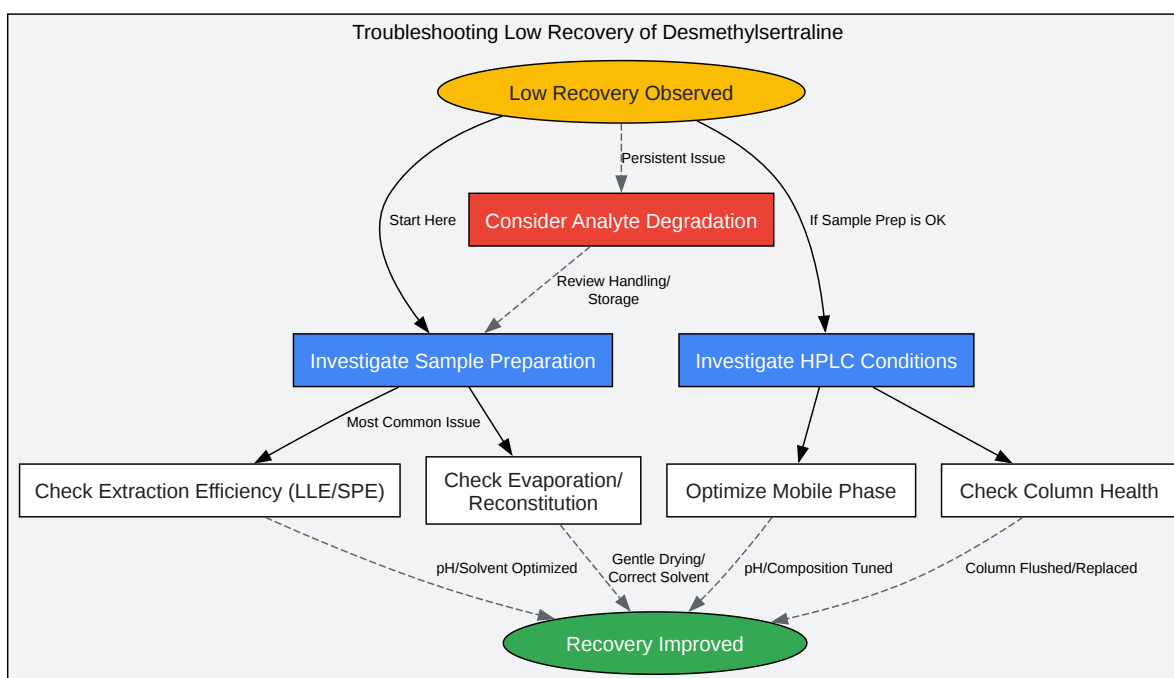 Troubleshooting Low Recovery of Desmethylsertraline
Low Recovery Observed
Persistent Issue
Start Here
Consider Analyte Degradation
If Sample Prep is OK
Review Handling/
Storage
Investigate Sample Preparation
Investigate HPLC Conditions
Most Common Issue
Check Extraction Efficiency (LLE/SPE)
Check Evaporation/
Reconstitution
Optimize Mobile Phase
Check Column Health
pH/Solvent Optimized
Gentle Drying/
Correct Solvent
pH/Composition Tuned
Column Flushed/Replaced
Recovery Improved